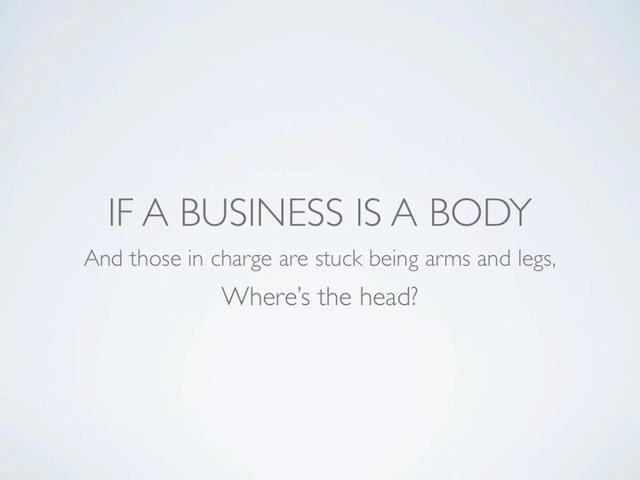 IF A BUSINESS IS A BODY
And those in charge are stuck being arms and legs,
Where’s the head?